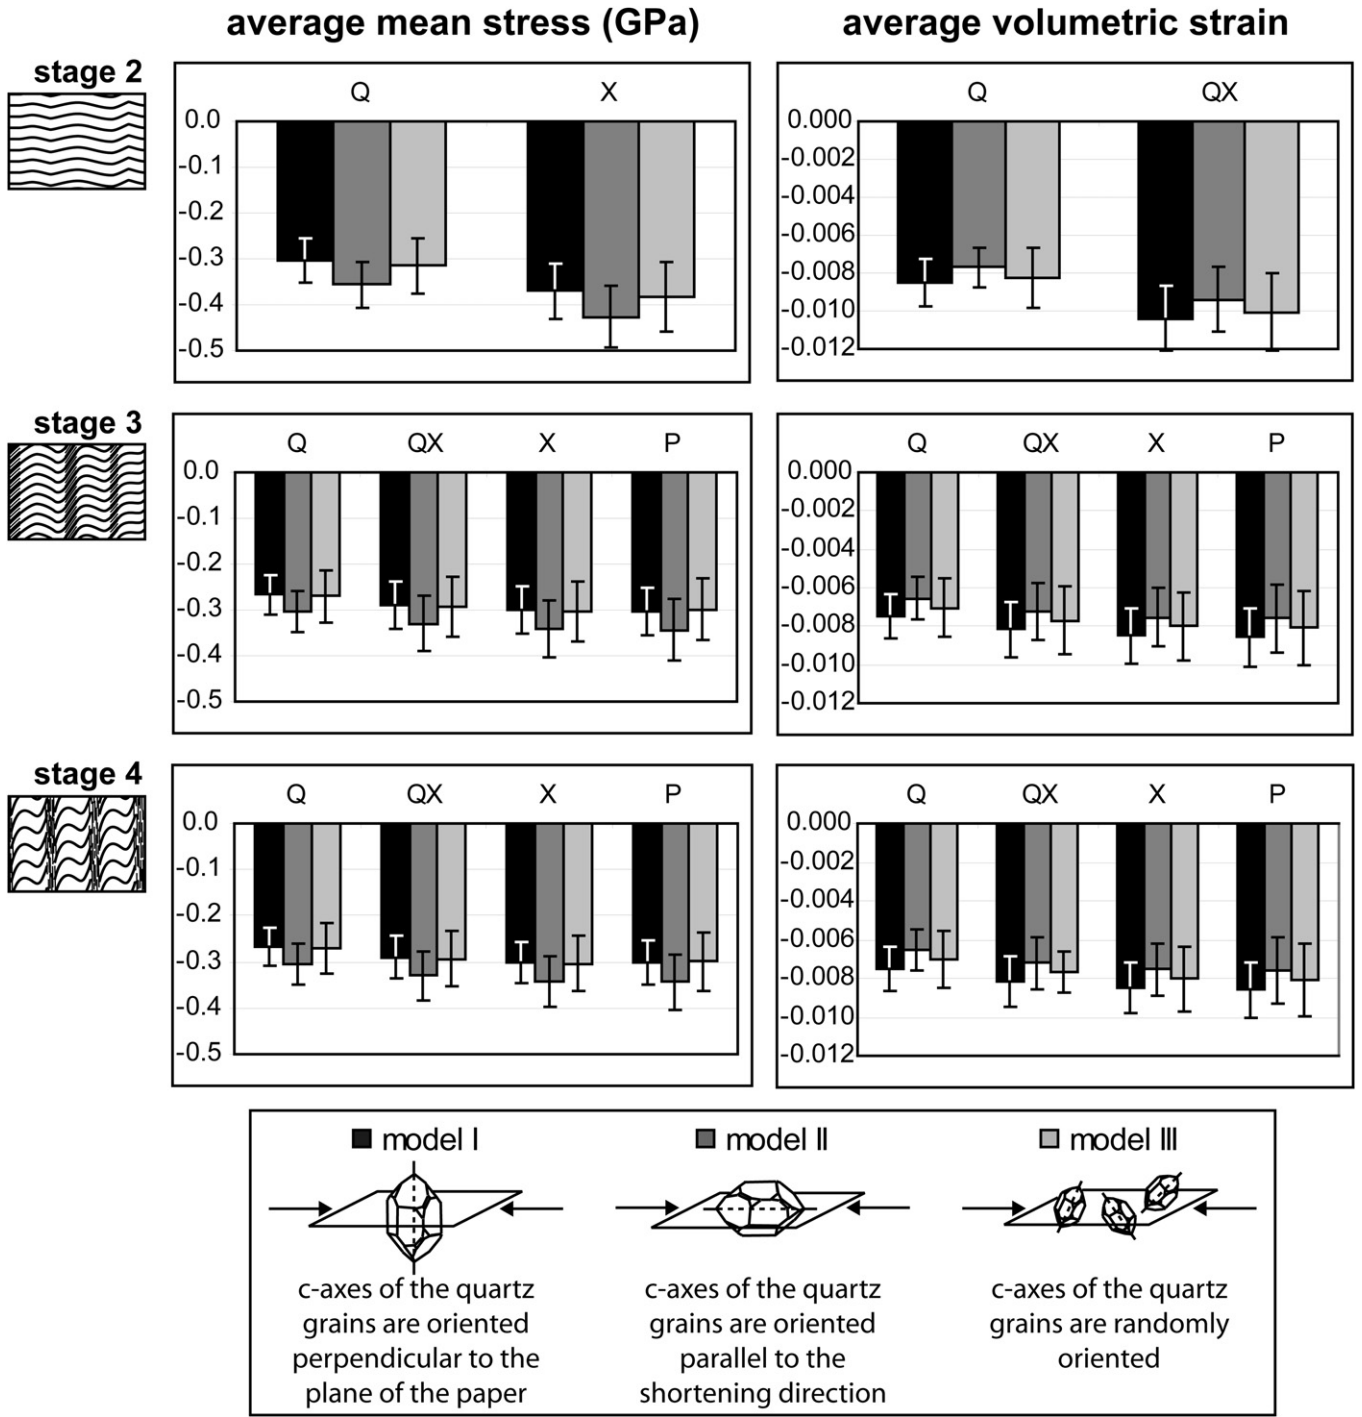 average mean stress (GPa)
average volumetric strain
stage 2
Q X
0.0
-0.1
-0.2
-0.3
-0.4
-0.5
Q QX
0.000
-0.002
-0.004
-0.006
-0.008
-0.010
-0.012
stage 3
Q QX X P
0.0
-0.1
-0.2
-0.3
-0.4
-0.5
Q QX X P
0.000
-0.002
-0.004
-0.006
-0.008
-0.010
-0.012
stage 4
Q QX X P
0.0
-0.1
-0.2
-0.3
-0.4
-0.5
Q QX X P
0.000
-0.002
-0.004
-0.006
-0.008
-0.010
-0.012
model I
c-axes of the quartz
grains are oriented
perpendicular to the
plane of the paper
model II
c-axes of the quartz
grains are oriented
parallel to the
shortening direction
model III
c-axes of the quartz
grains are randomly
oriented